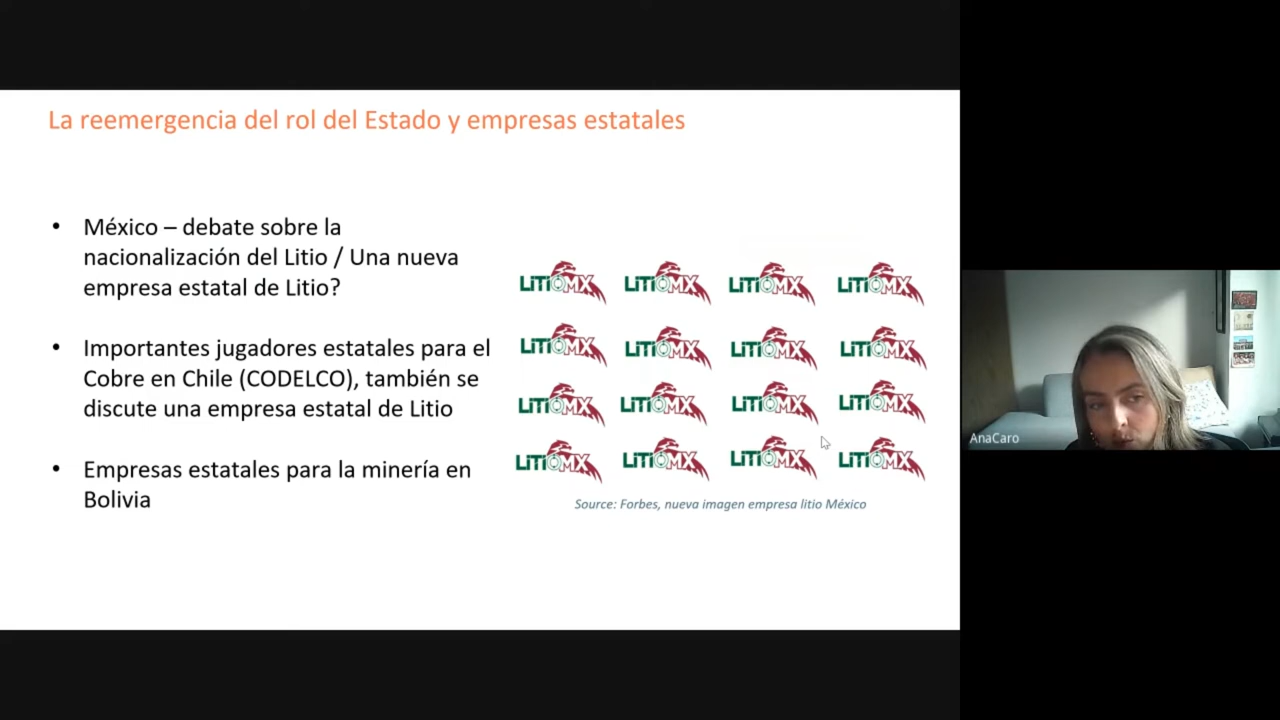 La reemergencia del rol del Estado y empresas estatales
• México – debate sobre la
nacionalización del Litio / Una nueva
empresa estatal de Litio?
• Importantes jugadores estatales para el
Cobre en Chile (CODELCO), también se
discute una empresa estatal de Litio
• Empresas estatales para la minería en
Bolivia
LITIOMX LITIOMX LITIOMX LITIOMX
LITIOMX LITIOMX LITIOMX LITIOMX
LITIOMX LITIOMX LITIOMX LITIOMX
LITIOMX LITIOMX LITIOMX LITIOMX
Source: Forbes, nueva imagen empresa litio México
AnaCaro